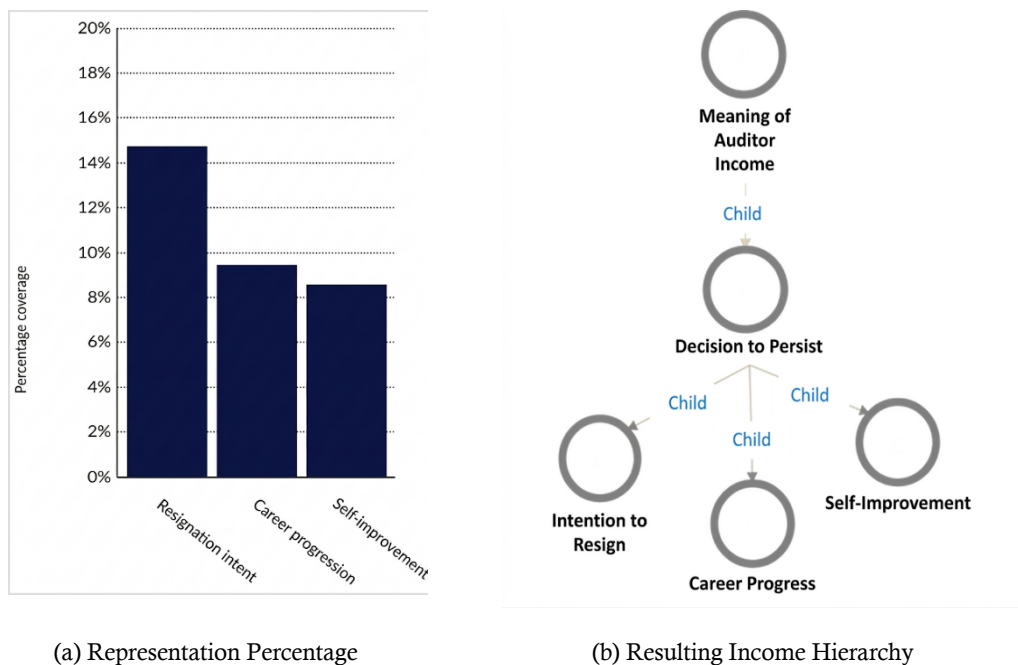 20%
18%
16%
14%
12%
10%
8%
6%
4%
2%
0%
Percentage coverage
Resignation intent
Career progression
Self-improvement
(a) Representation Percentage
Meaning of
Auditor
Income
Child
Decision to Persist
Child
Child
Child
Intention to
Resign
Career Progress
Self-Improvement
(b) Resulting Income Hierarchy